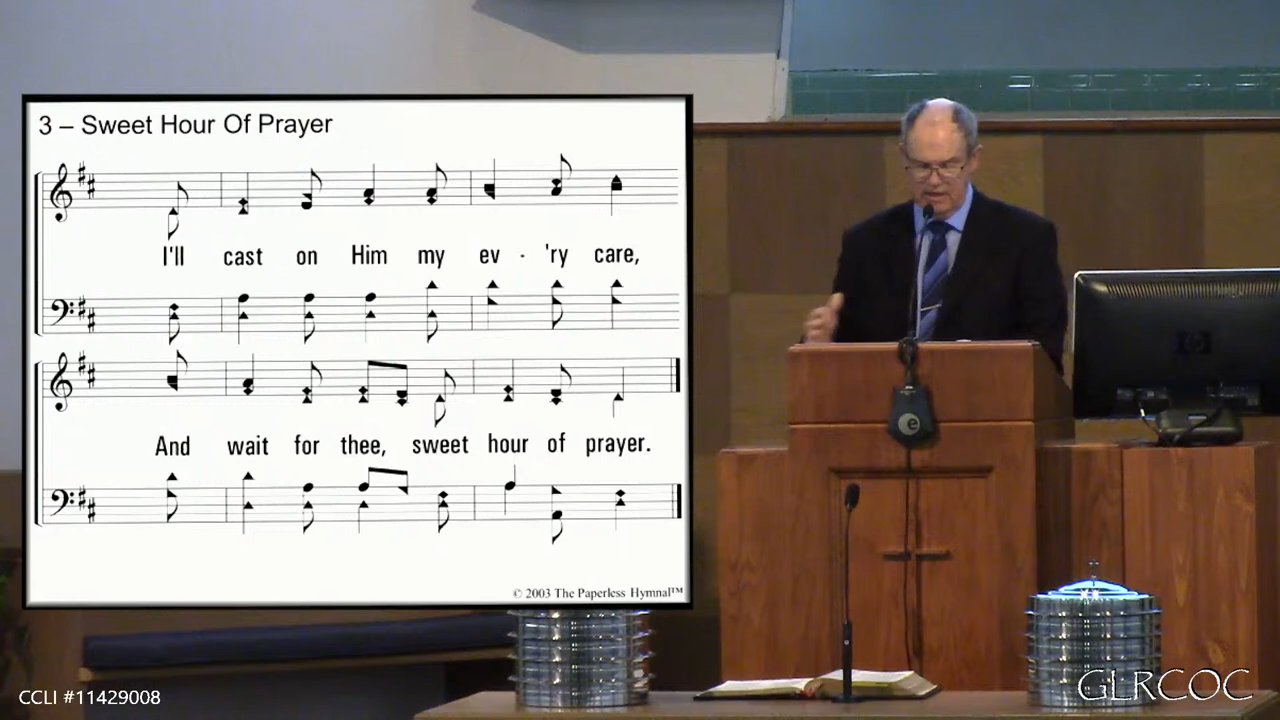 3 – Sweet Hour Of Prayer
I'll cast on Him my ev - 'ry care,
And wait for thee, sweet hour of prayer.
© 2003 The Paperless Hymnal™
CCLI #11429008
GLRCOC